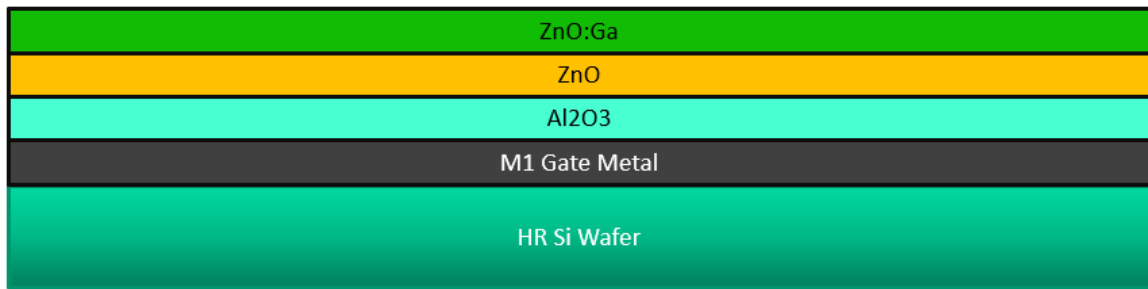 ZnO:Ga
ZnO
Al2O3
M1 Gate Metal
HR Si Wafer